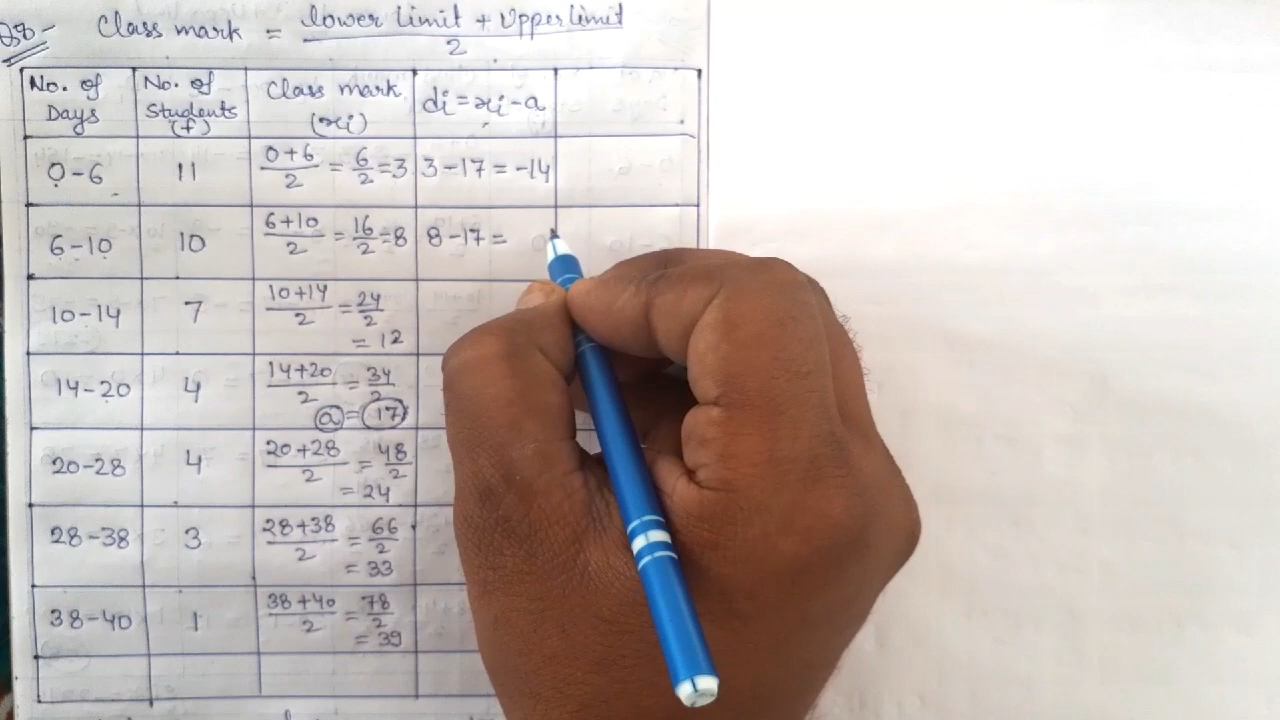 Class mark = lower limit + Upper limit / 2
No. of Days | No. of Students (f) | Class mark (xi) | di = xi - a
0-6 | 11 | 0+6/2 = 6/2 = 3 | 3-17 = -14
6-10 | 10 | 6+10/2 = 16/2 = 8 | 8-17 =
10-14 | 7 | 10+14/2 = 24/2 = 12
14-20 | 4 | 14+20/2 = 34/2 a = 17
20-28 | 4 | 20+28/2 = 48/2 = 24
28-38 | 3 | 28+38/2 = 66/2 = 33
38-40 | 1 | 38+40/2 = 78/2 = 39